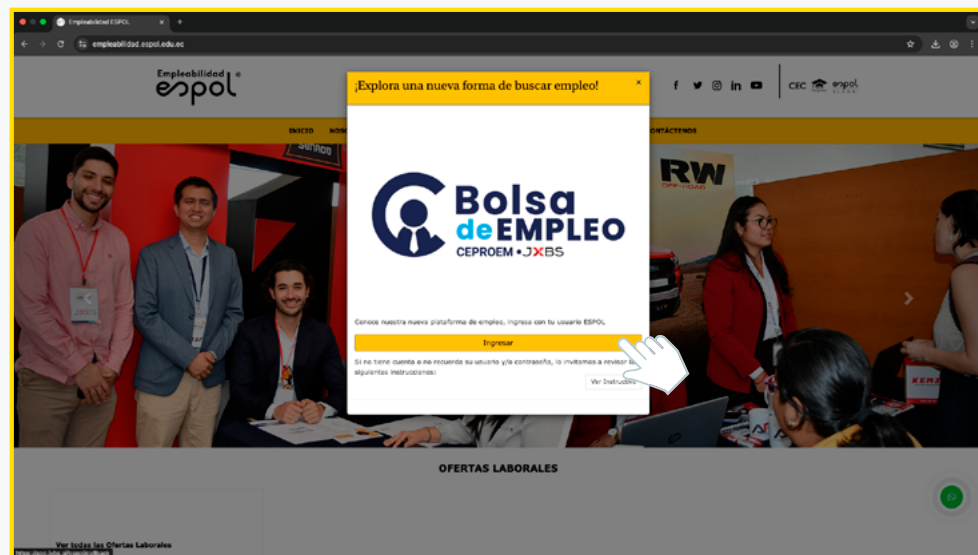 Empleabilidad ESPOL
empleabilidad.espol.edu.ec
Empleabilidad
espol
¡Explora una nueva forma de buscar empleo!
CEC
espol
INICIO
CONTÁCTENOS
Bolsa
de EMPLEO
CEPROEM • JXBS
RW
OFF-ROAD
Conoce nuestra nueva plataforma de empleo, ingresa con tu usuario ESPOL.
Ingresar
Si no tiene cuenta o no recuerda su usuario y/o contraseña, lo invitamos a revisar
siguientes instrucciones:
Ver Instructivo
OFERTAS LABORALES
Ver todas las Ofertas Laborales